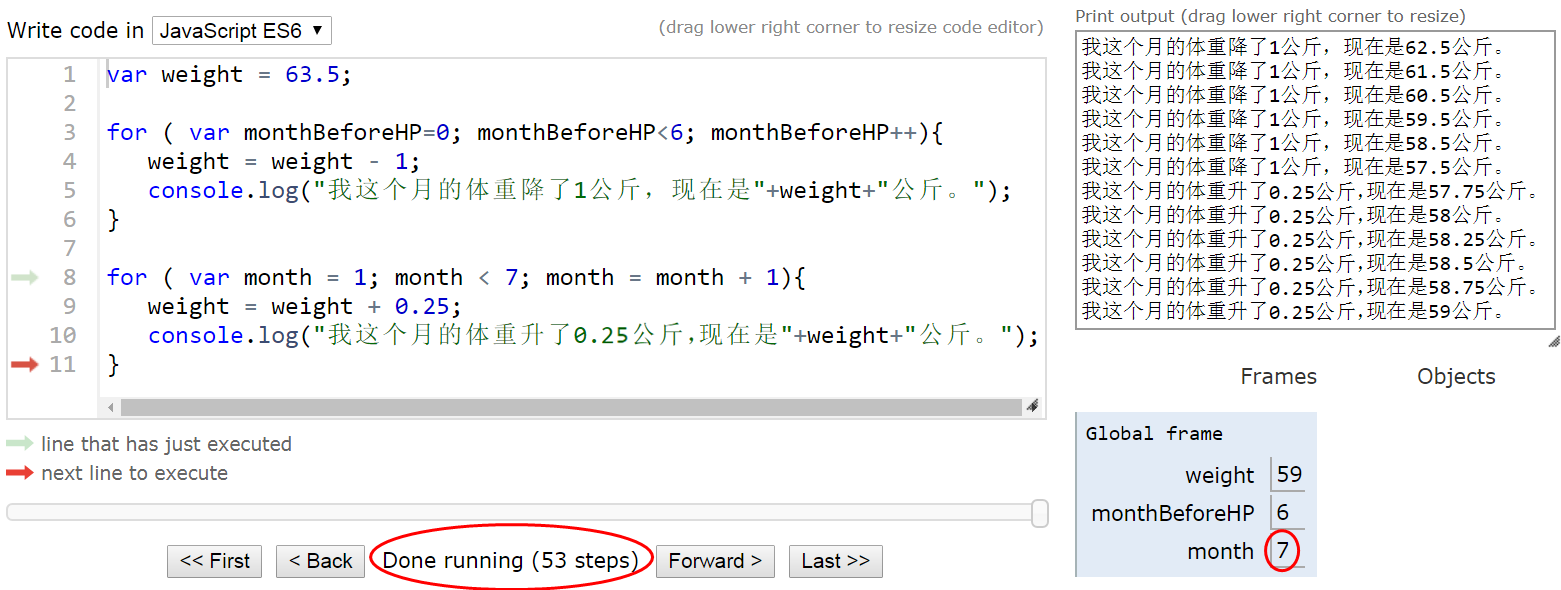 Write code in JavaScript ES6 ▼
(drag lower right corner to resize code editor)
1 var weight = 63.5;
2
3 for ( var monthBeforeHP=0; monthBeforeHP<6; monthBeforeHP++){
4 weight = weight - 1;
5 console.log("我这个月的体重降了1公斤，现在是"+weight+"公斤。");
6 }
7
8 for ( var month = 1; month < 7; month = month + 1){
9 weight = weight + 0.25;
10 console.log("我这个月的体重升了0.25公斤,现在是"+weight+"公斤。");
11 }
line that has just executed
next line to execute
<< First < Back Done running (53 steps) Forward > Last >>
Print output (drag lower right corner to resize)
我这个月的体重降了1公斤，现在是62.5公斤。
我这个月的体重降了1公斤，现在是61.5公斤。
我这个月的体重降了1公斤，现在是60.5公斤。
我这个月的体重降了1公斤，现在是59.5公斤。
我这个月的体重降了1公斤，现在是58.5公斤。
我这个月的体重降了1公斤，现在是57.5公斤。
我这个月的体重升了0.25公斤,现在是57.75公斤。
我这个月的体重升了0.25公斤,现在是58公斤。
我这个月的体重升了0.25公斤,现在是58.25公斤。
我这个月的体重升了0.25公斤,现在是58.5公斤。
我这个月的体重升了0.25公斤,现在是58.75公斤。
我这个月的体重升了0.25公斤,现在是59公斤。
Frames Objects
Global frame
weight 59
monthBeforeHP 6
month 7